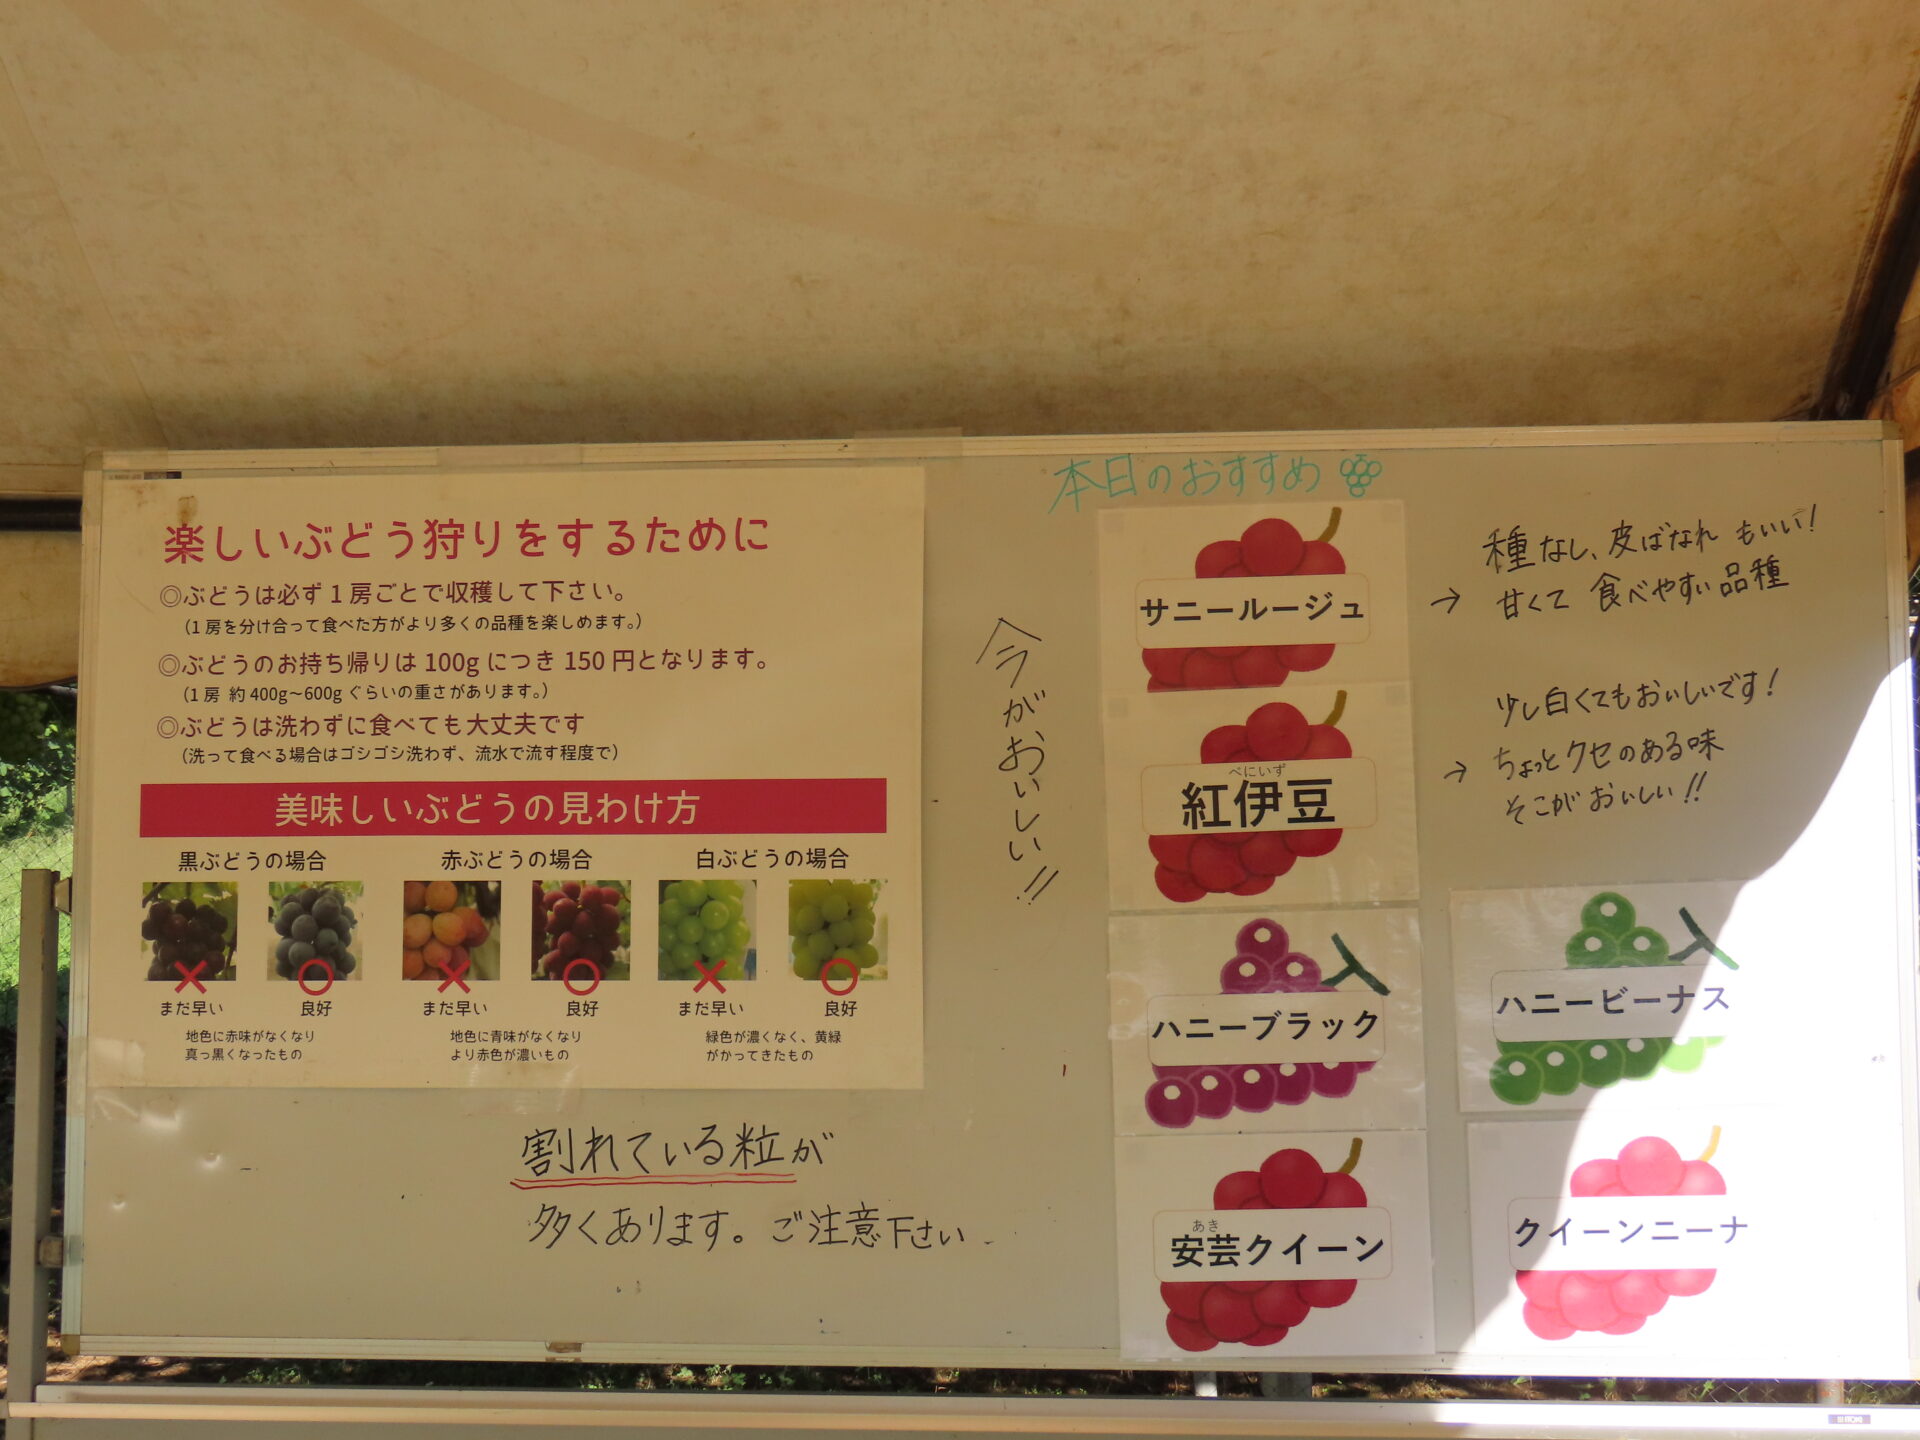 楽しいぶどう狩りをするために
◎ぶどうは必ず1房ごとで収穫して下さい。
（1房を分け合って食べた方がより多くの品種を楽しめます。）
◎ぶどうのお持ち帰りは100gにつき150円となります。
（1房 約400g～600gぐらいの重さがあります。）
◎ぶどうは洗わずに食べても大丈夫です
（洗って食べる場合はゴシゴシ洗わず、流水で流す程度で）
美味しいぶどうの見わけ方
黒ぶどうの場合
赤ぶどうの場合
白ぶどうの場合
まだ早い
良好
まだ早い
良好
まだ早い
良好
地色に赤味がなくなり
真っ黒くなったもの
地色に青味がなくなり
より赤色が濃いもの
緑色が濃くなく、黄緑
がかってきたもの
割れている粒が
多くあります。ご注意下さい
本日のおすすめ
今がおいしい!!
サニールージュ
→
種なし、皮ばなれもいい!
甘くて食べやすい品種
べにいず
紅伊豆
→
少し白くてもおいしいです!
ちょっとクセのある味
そこがおいしい!!
ハニーブラック
ハニービーナス
あき
安芸クイーン
クイーンニーナ